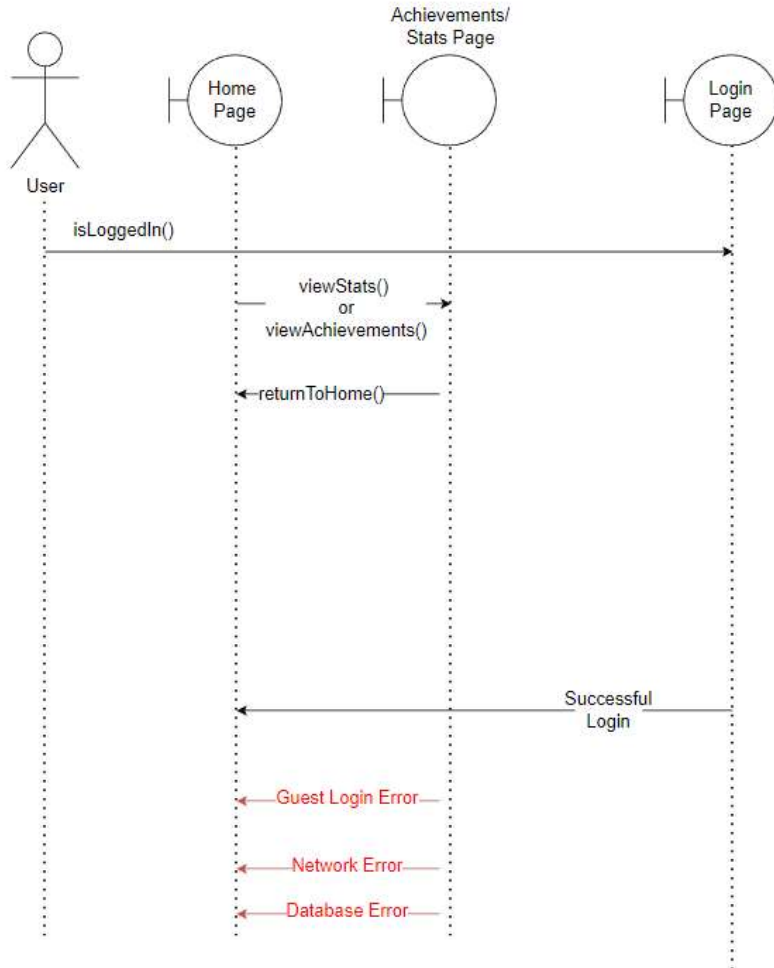 Achievements/
Stats Page
Home
Page
Login
Page
User
isLoggedIn()
viewStats()
or
viewAchievements()
returnToHome()
Successful
Login
Guest Login Error
Network Error
Database Error